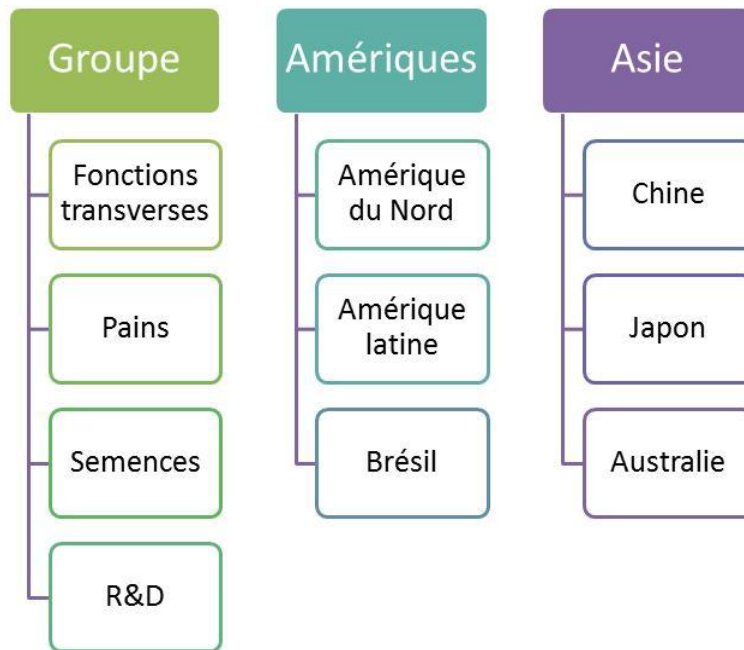 Groupe
Fonctions
transverses
Pains
Semences
R&D
Amériques
Amérique
du Nord
Amérique
latine
Brésil
Asie
Chine
Japon
Australie